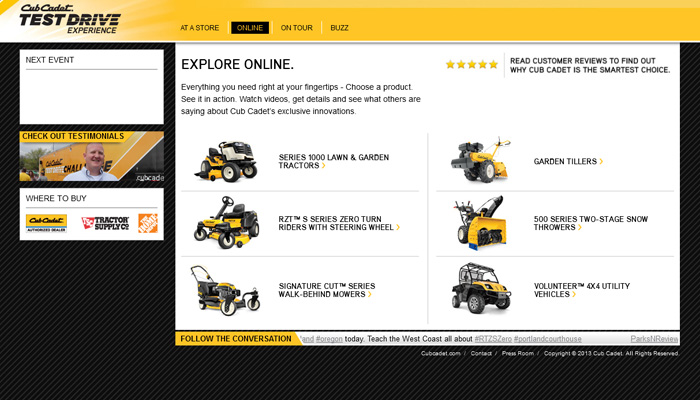 Cub Cadet
TEST DRIVE
EXPERIENCE
AT A STORE
ONLINE
ON TOUR
BUZZ
NEXT EVENT
CHECK OUT TESTIMONIALS
cubcade
WHERE TO BUY
Cub Cadet
AUTHORIZED DEALER
TRACTOR
SUPPLY CO
EXPLORE ONLINE.
Everything you need right at your fingertips - Choose a product.
See it in action. Watch videos, get details and see what others are
saying about Cub Cadet's exclusive innovations.
READ CUSTOMER REVIEWS TO FIND OUT
WHY CUB CADET IS THE SMARTEST CHOICE.
SERIES 1000 LAWN & GARDEN
TRACTORS >
GARDEN TILLERS >
RZT™ S SERIES ZERO TURN
RIDERS WITH STEERING WHEEL >
500 SERIES TWO-STAGE SNOW
THROWERS >
SIGNATURE CUT™ SERIES
WALK-BEHIND MOWERS >
VOLUNTEER™ 4X4 UTILITY
VEHICLES >
FOLLOW THE CONVERSATION
land #oregon today. Teach the West Coast all about #RTZSZero #portlandcourthouse
ParksNReview
Cubcadet.com / Contact / Press Room / Copyright © 2013 Cub Cadet. All Rights Reserved.